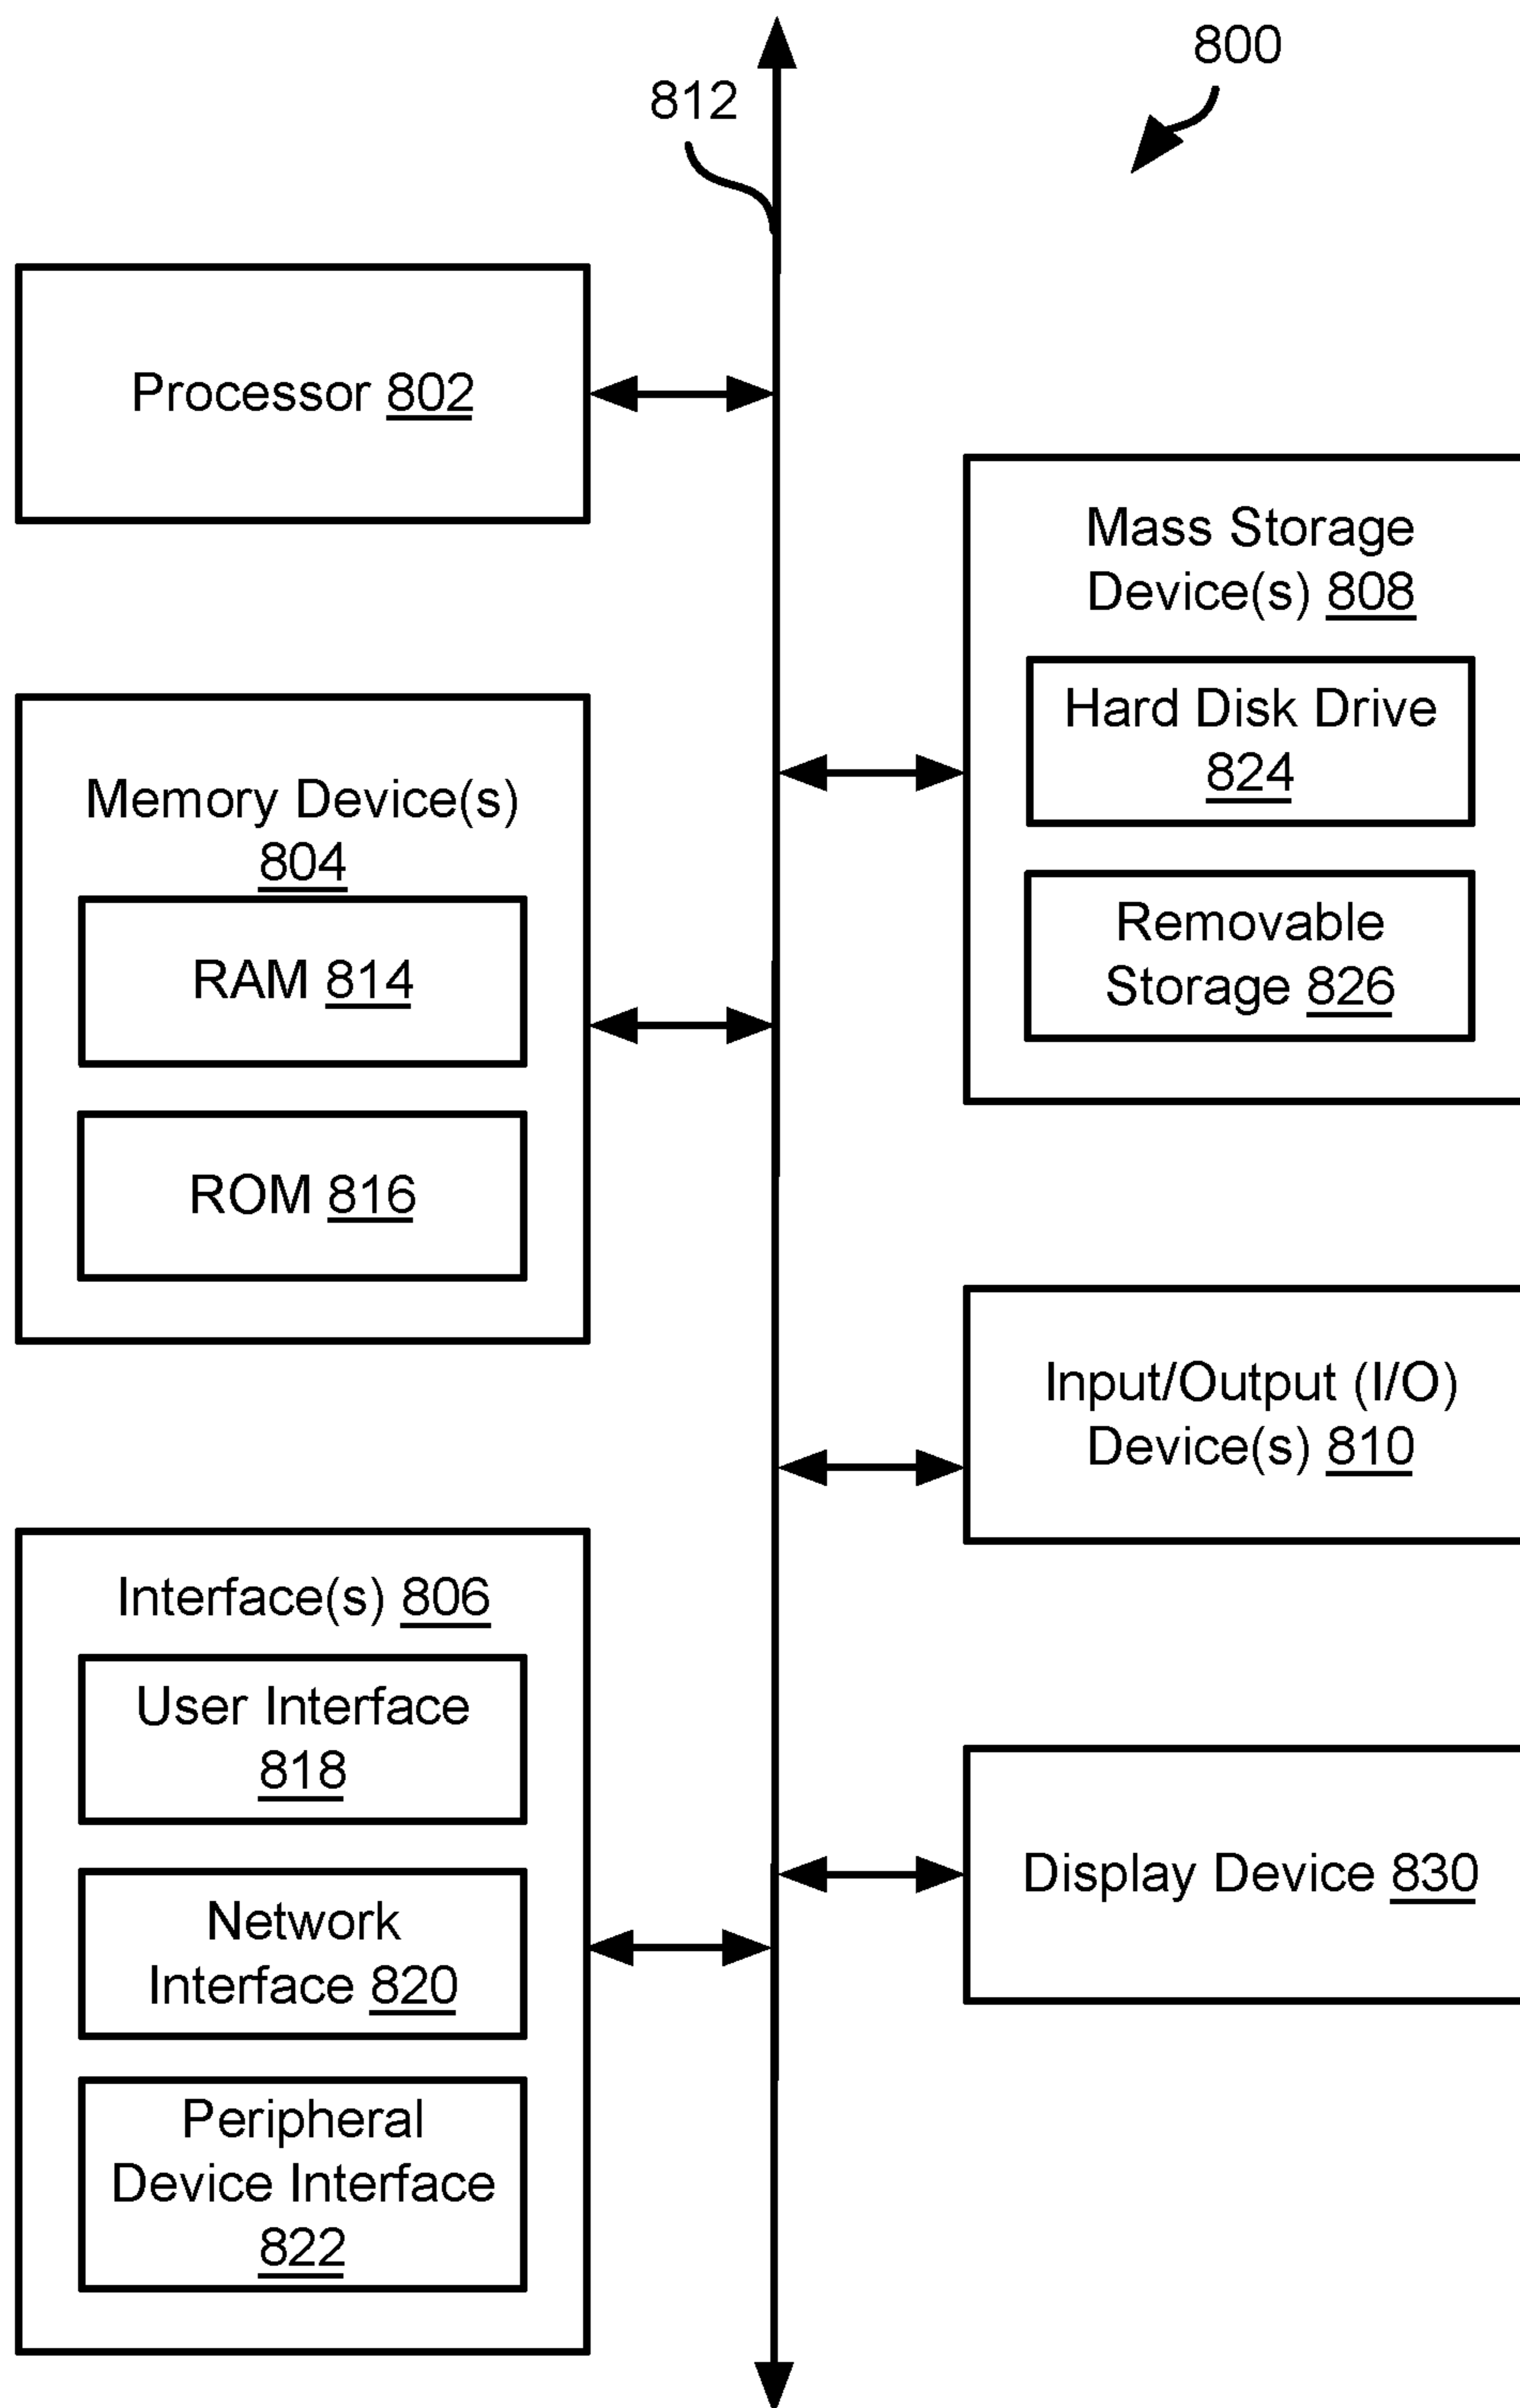 800
812
Processor 802
Mass Storage
Device(s) 808
Hard Disk Drive
824
Removable
Storage 826
Memory Device(s)
804
RAM 814
ROM 816
Input/Output (I/O)
Device(s) 810
Interface(s) 806
User Interface
818
Network
Interface 820
Peripheral
Device Interface
822
Display Device 830